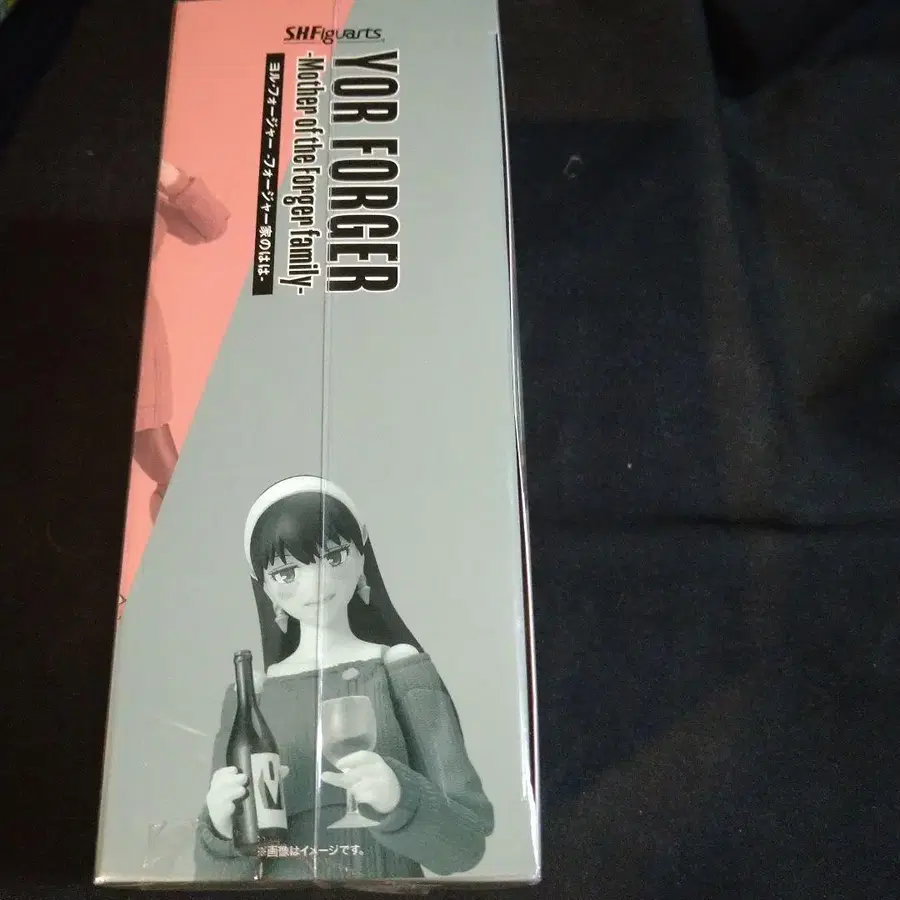 S.H.Figuarts
YOR FORGER
-Mother of the Forger family-
ヨル・フォージャー -フォージャー家のはは-
※画像はイメージです。